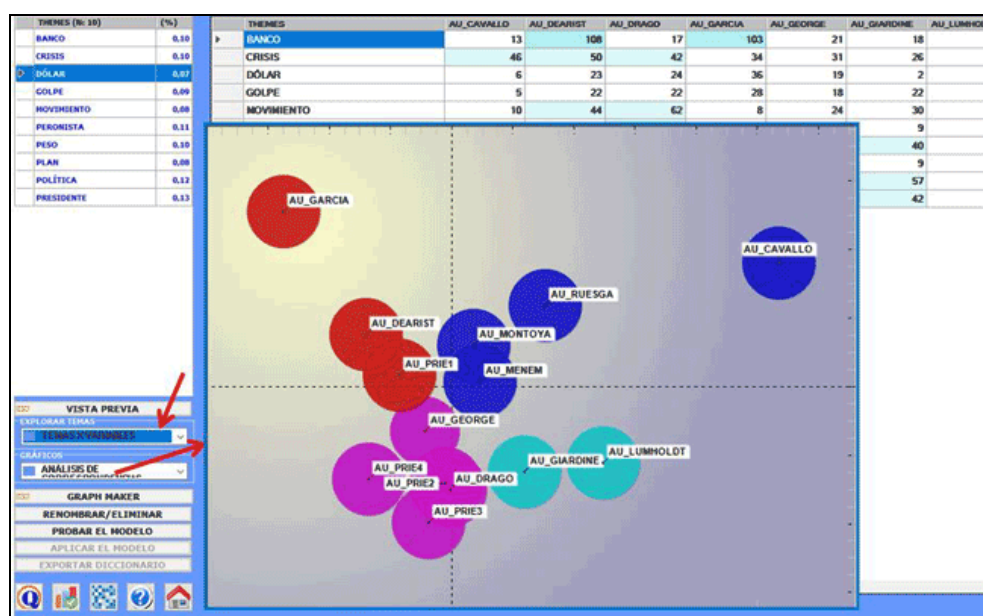 THEMES (N: 10) (%)
BANCO 0,10
CRISIS 0,10
DÓLAR 0,07
GOLPE 0,09
MOVIMIENTO 0,08
PERONISTA 0,11
PESO 0,10
PLAN 0,08
POLÍTICA 0,12
PRESIDENTE 0,13
THEMES AU_CAVALLO AU_DEARIST AU_DRAGO AU_GARCIA AU_GEORGE AU_GIARDINE AU_LUMHOL
BANCO 13 108 17 103 21 18
CRISIS 46 50 42 34 31 26
DÓLAR 6 23 24 36 19 2
GOLPE 5 22 22 28 18 22
MOVIMIENTO 10 44 62 8 24 30
9
40
9
57
42
AU_GARCIA
AU_CAVALLO
AU_RUESGA
AU_DEARIST
AU_MONTOYA
AU_PRIE1
AU_MENEM
AU_GEORGE
AU_LUMHOLDT
AU_GIARDINE
AU_PRIE4
AU_DRAGO
AU_PRIE2
AU_PRIE3
VISTA PREVIA
EXPLORAR TEMAS
TEMAS X VARIABLES
GRÁFICOS
ANÁLISIS DE
GRAPH MAKER
RENOMBRAR/ELIMINAR
PROBAR EL MODELO
APLICAR EL MODELO
EXPORTAR DICCIONARIO